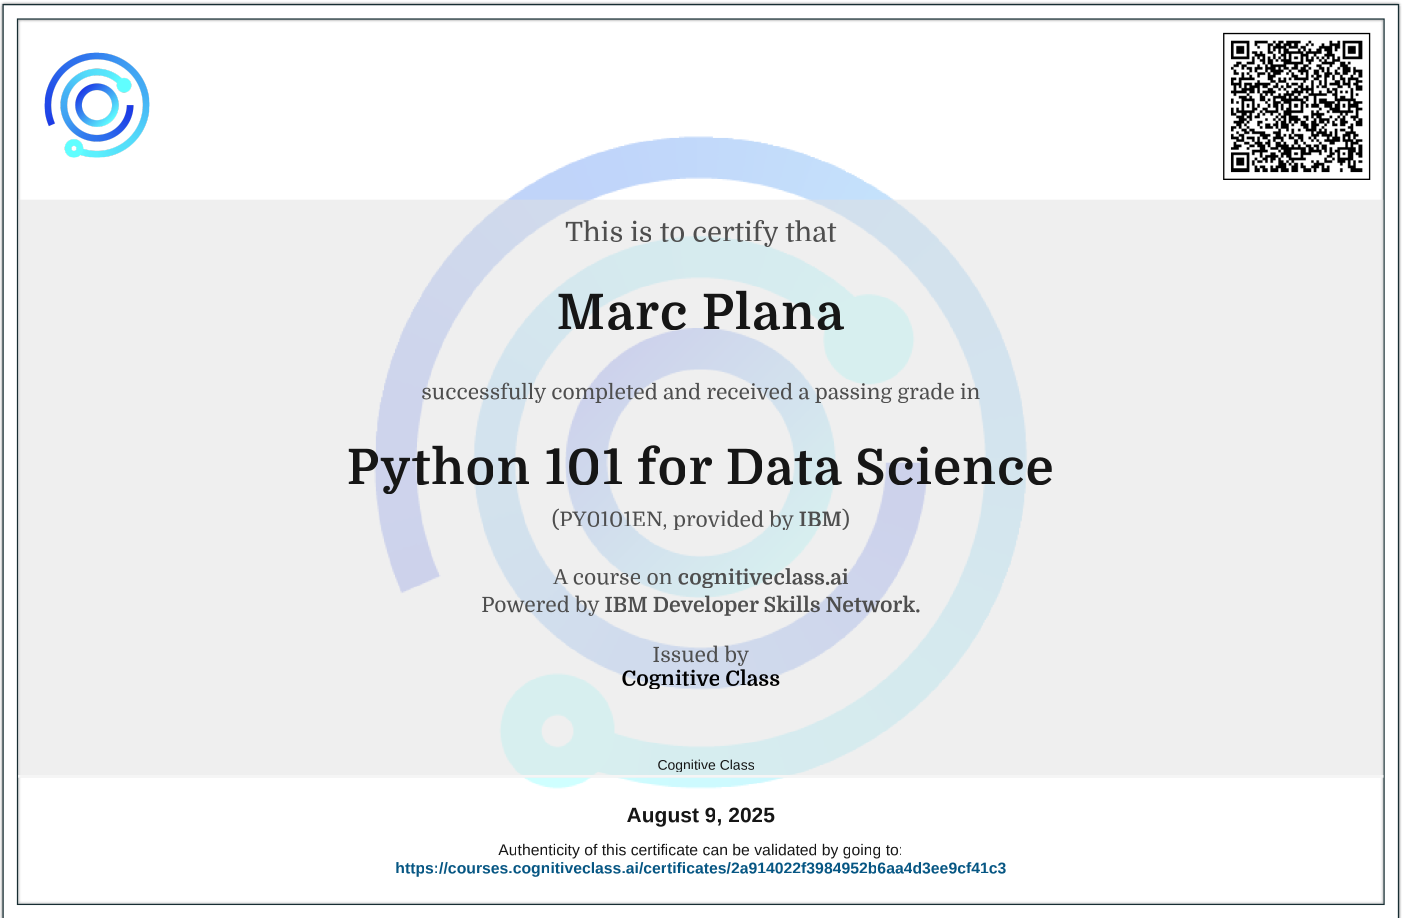 This is to certify that
Marc Plana
successfully completed and received a passing grade in
Python 101 for Data Science
(PY0101EN, provided by IBM)
A course on cognitiveclass.ai
Powered by IBM Developer Skills Network.
Issued by
Cognitive Class
Cognitive Class
August 9, 2025
Authenticity of this certificate can be validated by going to:
https://courses.cognitiveclass.ai/certificates/2a914022f3984952b6aa4d3ee9cf41c3